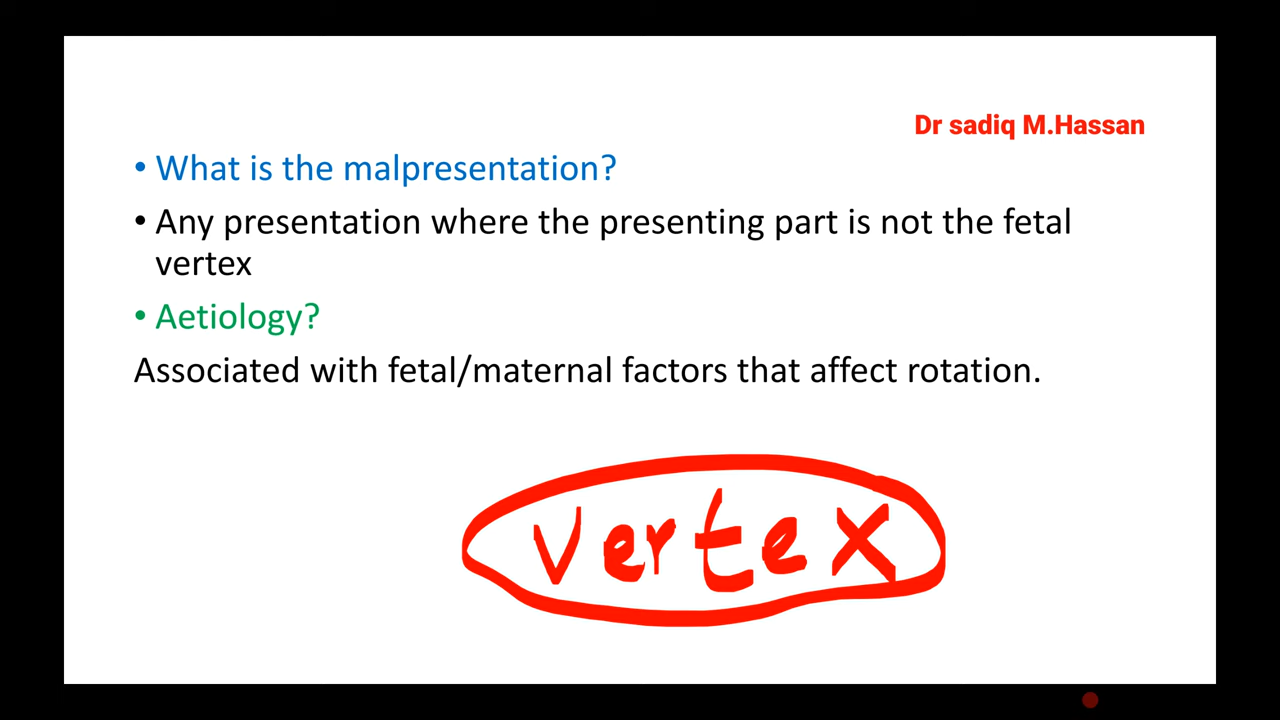 Dr sadiq M.Hassan
• What is the malpresentation?
• Any presentation where the presenting part is not the fetal
vertex
• Aetiology?
Associated with fetal/maternal factors that affect rotation.
vertex